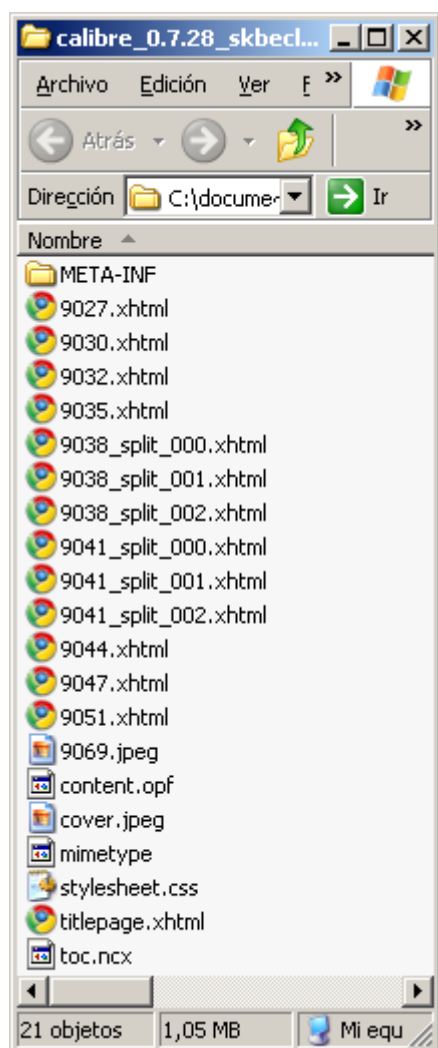 calibre_0.7.28_skbecl...
Archivo Edición Ver F »
Atrás »
Dirección C:\docume Ir
Nombre
META-INF
9027.xhtml
9030.xhtml
9032.xhtml
9035.xhtml
9038_split_000.xhtml
9038_split_001.xhtml
9038_split_002.xhtml
9041_split_000.xhtml
9041_split_001.xhtml
9041_split_002.xhtml
9044.xhtml
9047.xhtml
9051.xhtml
9069.jpeg
content.opf
cover.jpeg
mimetype
stylesheet.css
titlepage.xhtml
toc.ncx
21 objetos 1,05 MB Mi equ